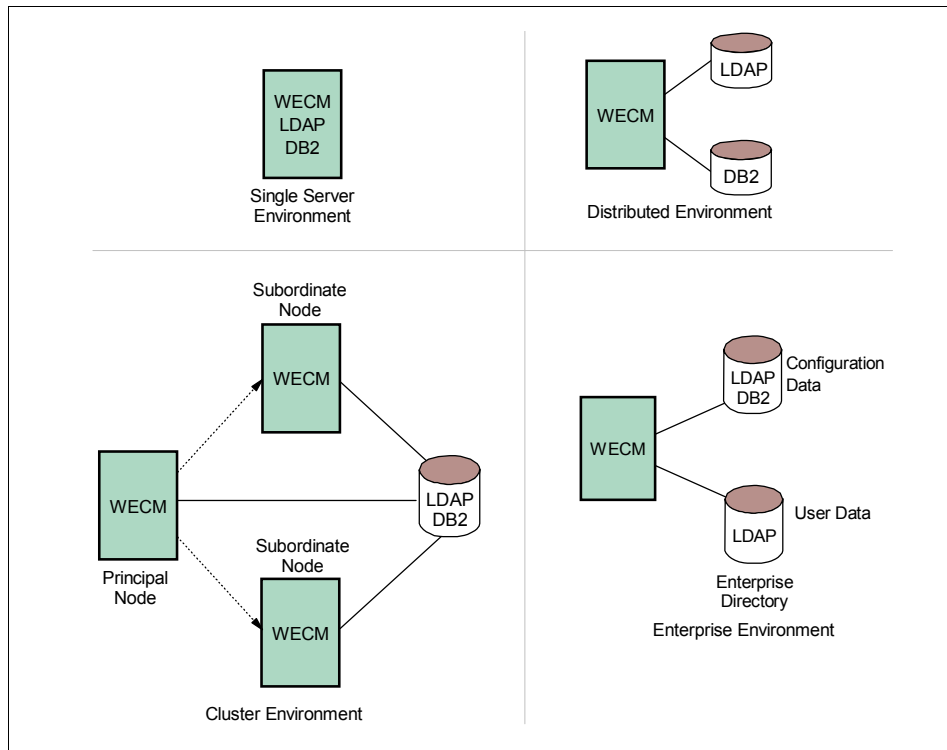 WECM
LDAP
DB2
Single Server
Environment
WECM
LDAP
DB2
Distributed Environment
Subordinate
Node
WECM
WECM
Principal
Node
LDAP
DB2
Subordinate
Node
WECM
Cluster Environment
WECM
LDAP
DB2
Configuration
Data
LDAP
User Data
Enterprise
Directory
Enterprise Environment